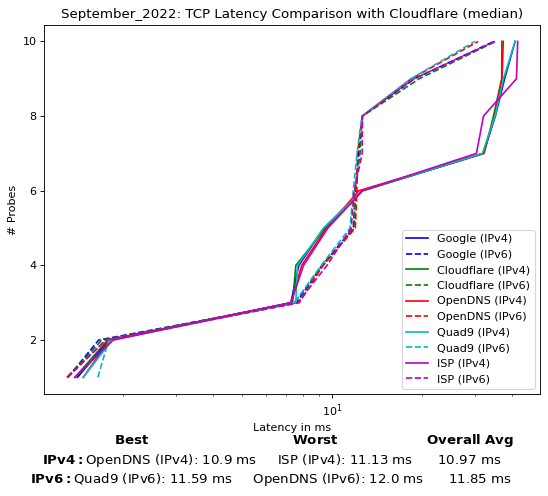 September_2022: TCP Latency Comparison with Cloudflare (median)
10
8
6
4
2
# Probes
Google (IPv4)
Google (IPv6)
Cloudflare (IPv4)
Cloudflare (IPv6)
OpenDNS (IPv4)
OpenDNS (IPv6)
Quad9 (IPv4)
Quad9 (IPv6)
ISP (IPv4)
ISP (IPv6)
10¹
Latency in ms
Best Worst Overall Avg
IPv4: OpenDNS (IPv4): 10.9 ms ISP (IPv4): 11.13 ms 10.97 ms
IPv6: Quad9 (IPv6): 11.59 ms OpenDNS (IPv6): 12.0 ms 11.85 ms